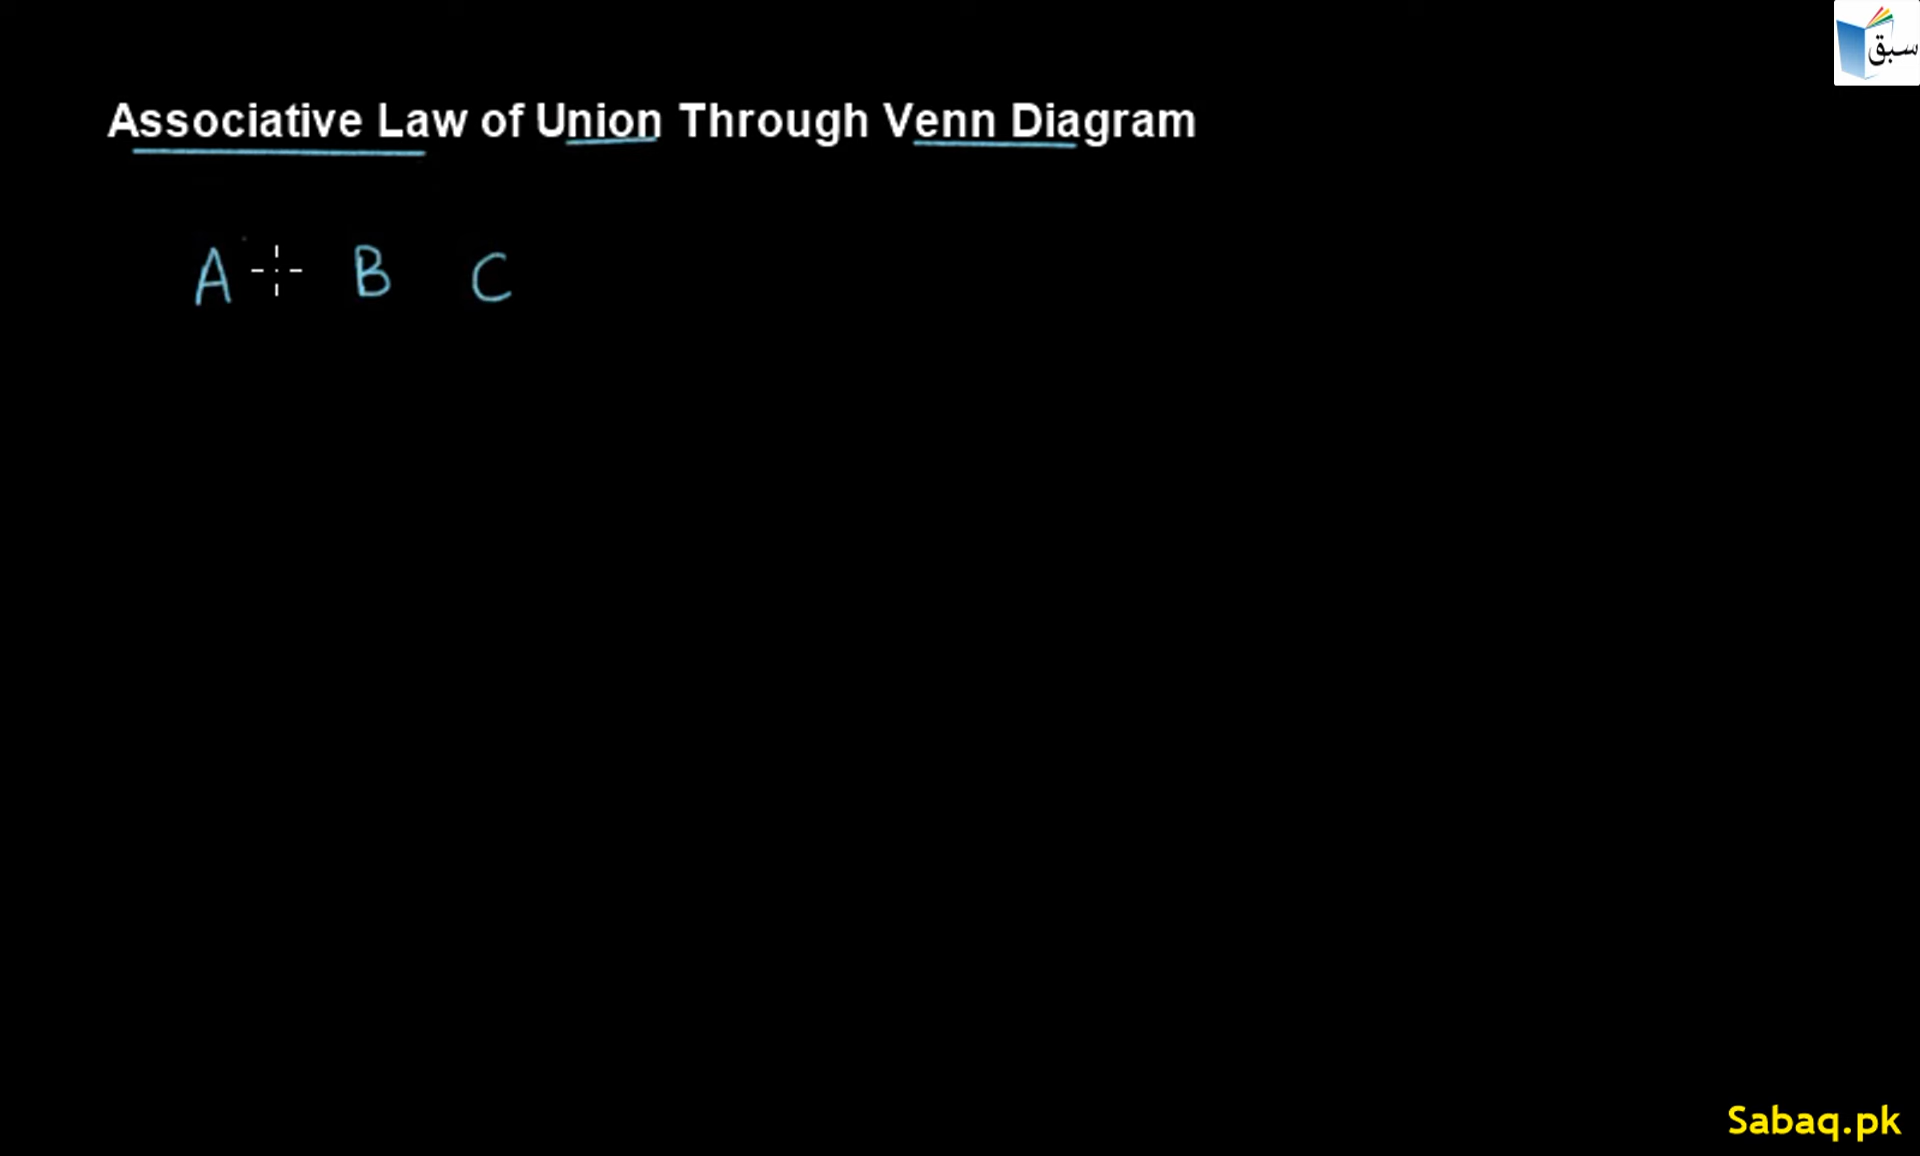 سبق
Associative Law of Union Through Venn Diagram
A B C
Sabaq.pk